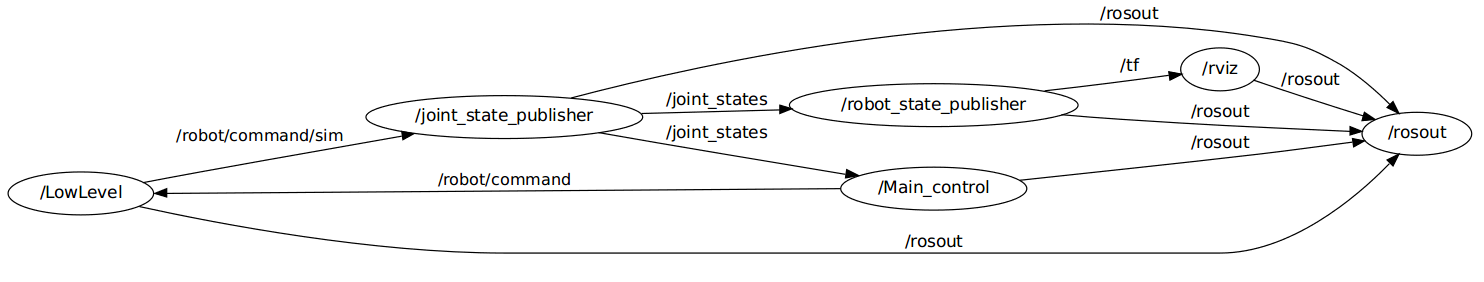 /rosout
/tf
/rviz
/rosout
/joint_states
/robot_state_publisher
/joint_state_publisher
/rosout
/robot/command/sim
/joint_states
/rosout
/rosout
/LowLevel
/robot/command
/Main_control
/rosout